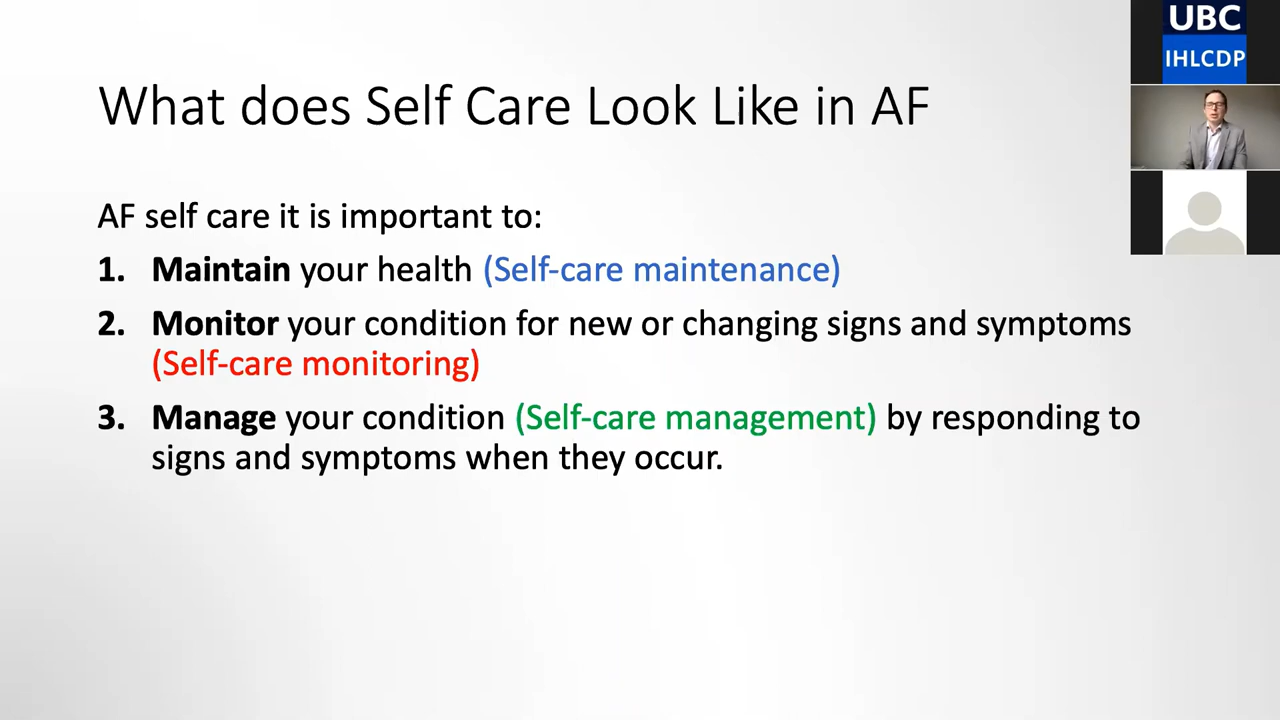 What does Self Care Look Like in AF
AF self care it is important to:
1. Maintain your health (Self-care maintenance)
2. Monitor your condition for new or changing signs and symptoms
(Self-care monitoring)
3. Manage your condition (Self-care management) by responding to
signs and symptoms when they occur.
UBC
IHLCDP